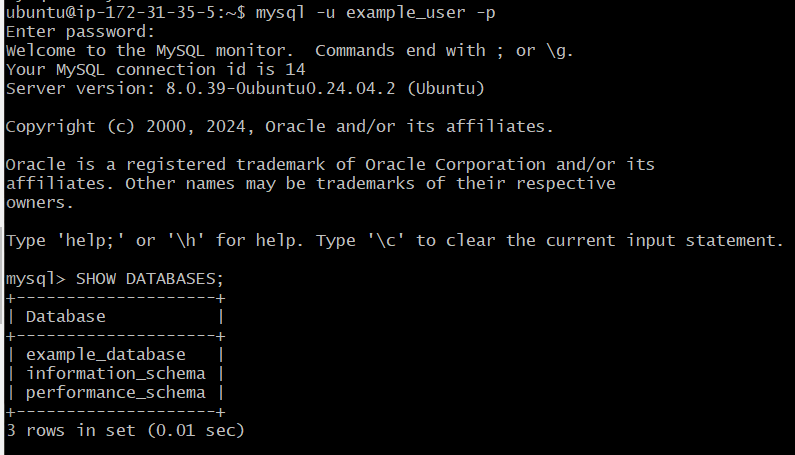 ubuntu@ip-172-31-35-5:~$ mysql -u example_user -p
Enter password:
Welcome to the MySQL monitor.  Commands end with ; or \g.
Your MySQL connection id is 14
Server version: 8.0.39-0ubuntu0.24.04.2 (Ubuntu)

Copyright (c) 2000, 2024, Oracle and/or its affiliates.

Oracle is a registered trademark of Oracle Corporation and/or its
affiliates. Other names may be trademarks of their respective
owners.

Type 'help;' or '\h' for help. Type '\c' to clear the current input statement.

mysql> SHOW DATABASES;
+--------------------+
| Database           |
+--------------------+
| example_database   |
| information_schema |
| performance_schema |
+--------------------+
3 rows in set (0.01 sec)